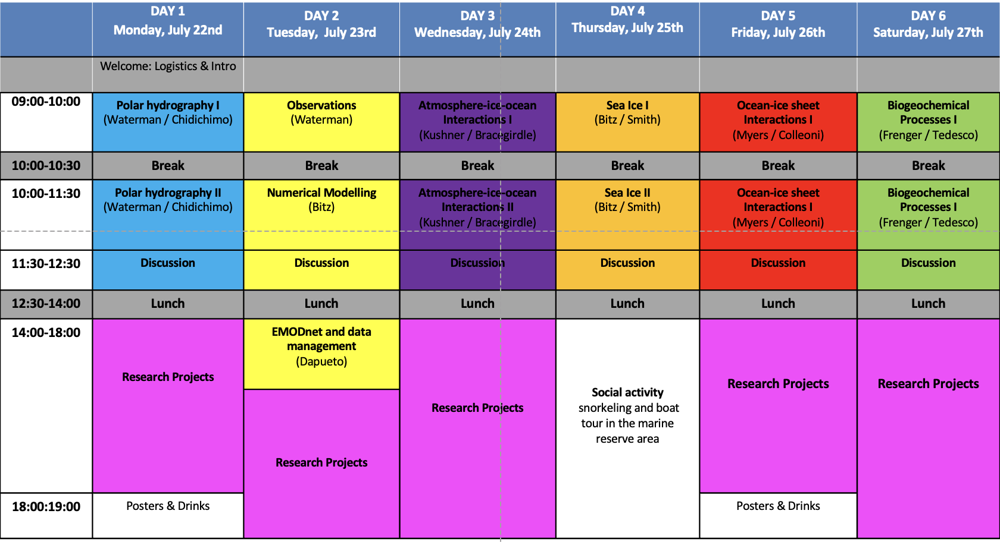 DAY 1
Monday, July 22nd
DAY 2
Tuesday,  July 23rd
DAY 3
Wednesday, July 24th
DAY 4
Thursday, July 25th
DAY 5
Friday, July 26th
DAY 6
Saturday, July 27th
Welcome: Logistics & Intro
09:00-10:00
Polar hydrography I
(Waterman / Chidichimo)
Observations
(Waterman)
Atmosphere-ice-ocean
Interactions I
(Kushner / Bracegirdle)
Sea Ice I
(Bitz / Smith)
Ocean-ice sheet
Interactions I
(Myers / Colleoni)
Biogeochemical
Processes I
(Frenger / Tedesco)
10:00-10:30
Break
Break
Break
Break
Break
Break
10:00-11:30
Polar hydrography II
(Waterman / Chidichimo)
Numerical Modelling
(Bitz)
Atmosphere-ice-ocean
Interactions II
(Kushner / Bracegirdle)
Sea Ice II
(Bitz / Smith)
Ocean-ice sheet
Interactions I
(Myers / Colleoni)
Biogeochemical
Processes I
(Frenger / Tedesco)
11:30-12:30
Discussion
Discussion
Discussion
Discussion
Discussion
Discussion
12:30-14:00
Lunch
Lunch
Lunch
Lunch
Lunch
Lunch
14:00-18:00
Research Projects
EMODnet and data
management
(Dapueto)
Research Projects
Research Projects
Social activity
snorkeling and boat
tour in the marine
reserve area
Research Projects
Research Projects
18:00:19:00
Posters & Drinks
Posters & Drinks